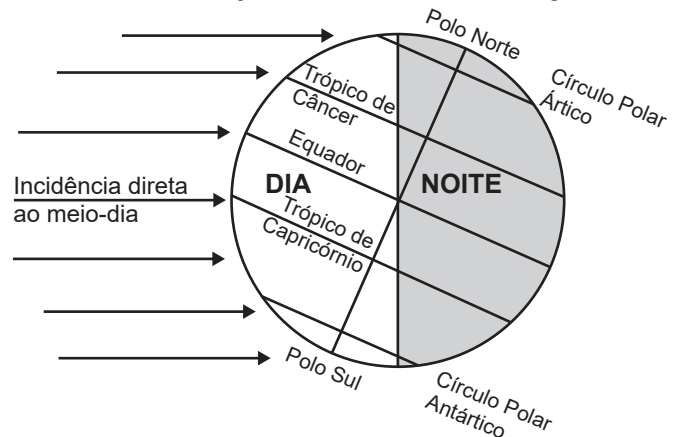 Polo Norte
Círculo Polar
Ártico
Trópico de
Câncer
Equador
DIA
NOITE
Incidência direta
ao meio-dia
Trópico de
Capricórnio
Polo Sul
Círculo Polar
Antártico